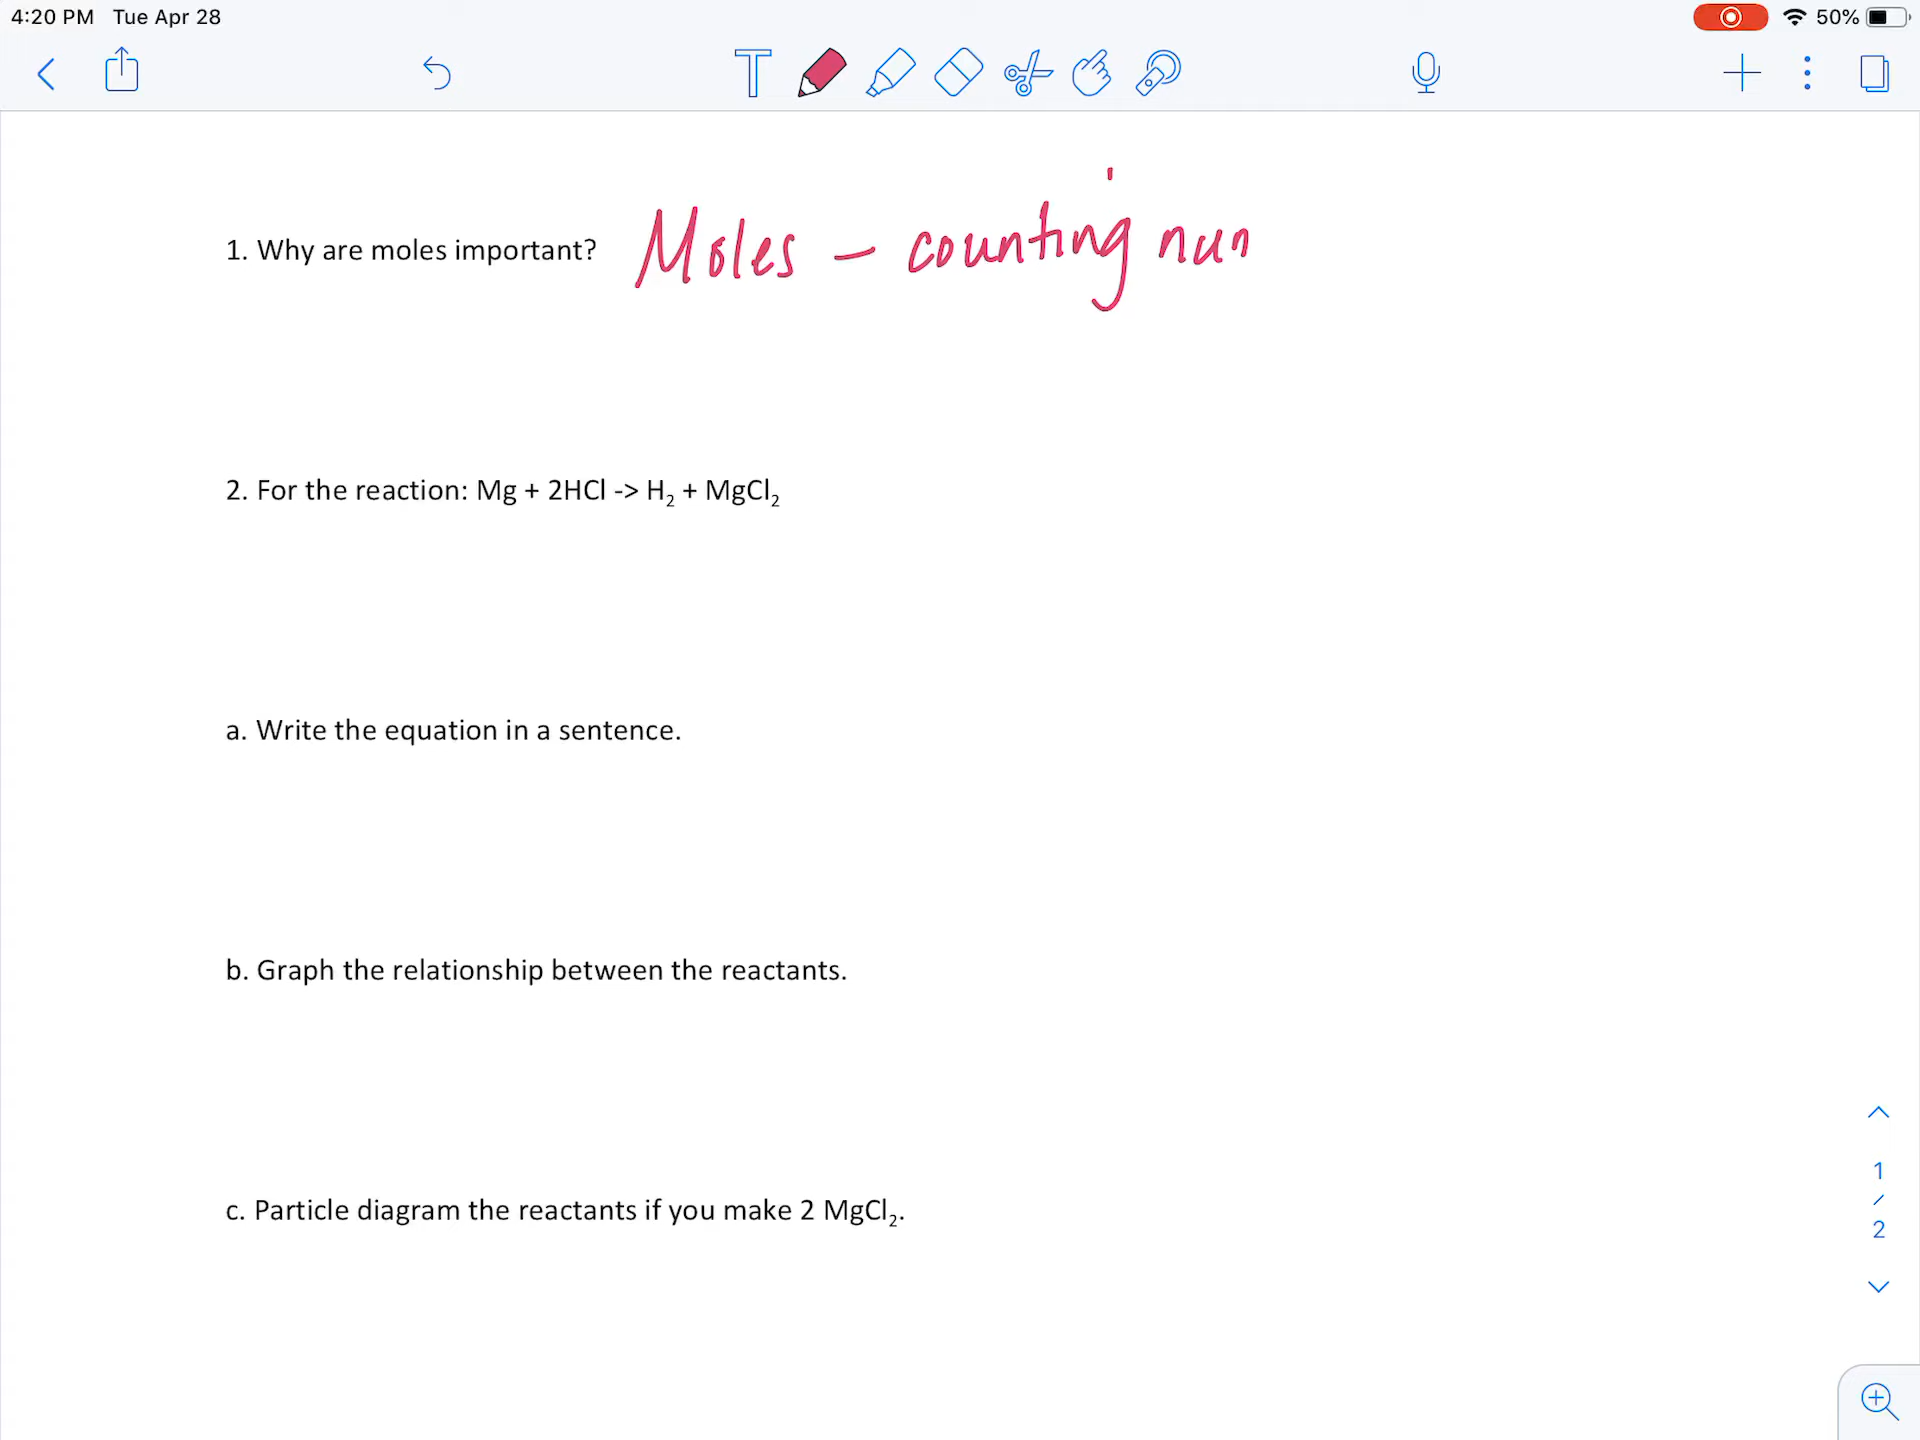 4:20 PM Tue Apr 28 50%
1. Why are moles important? Moles – counting nun
2. For the reaction: Mg + 2HCl -> H₂ + MgCl₂
a. Write the equation in a sentence.
b. Graph the relationship between the reactants.
c. Particle diagram the reactants if you make 2 MgCl₂.
1
/
2